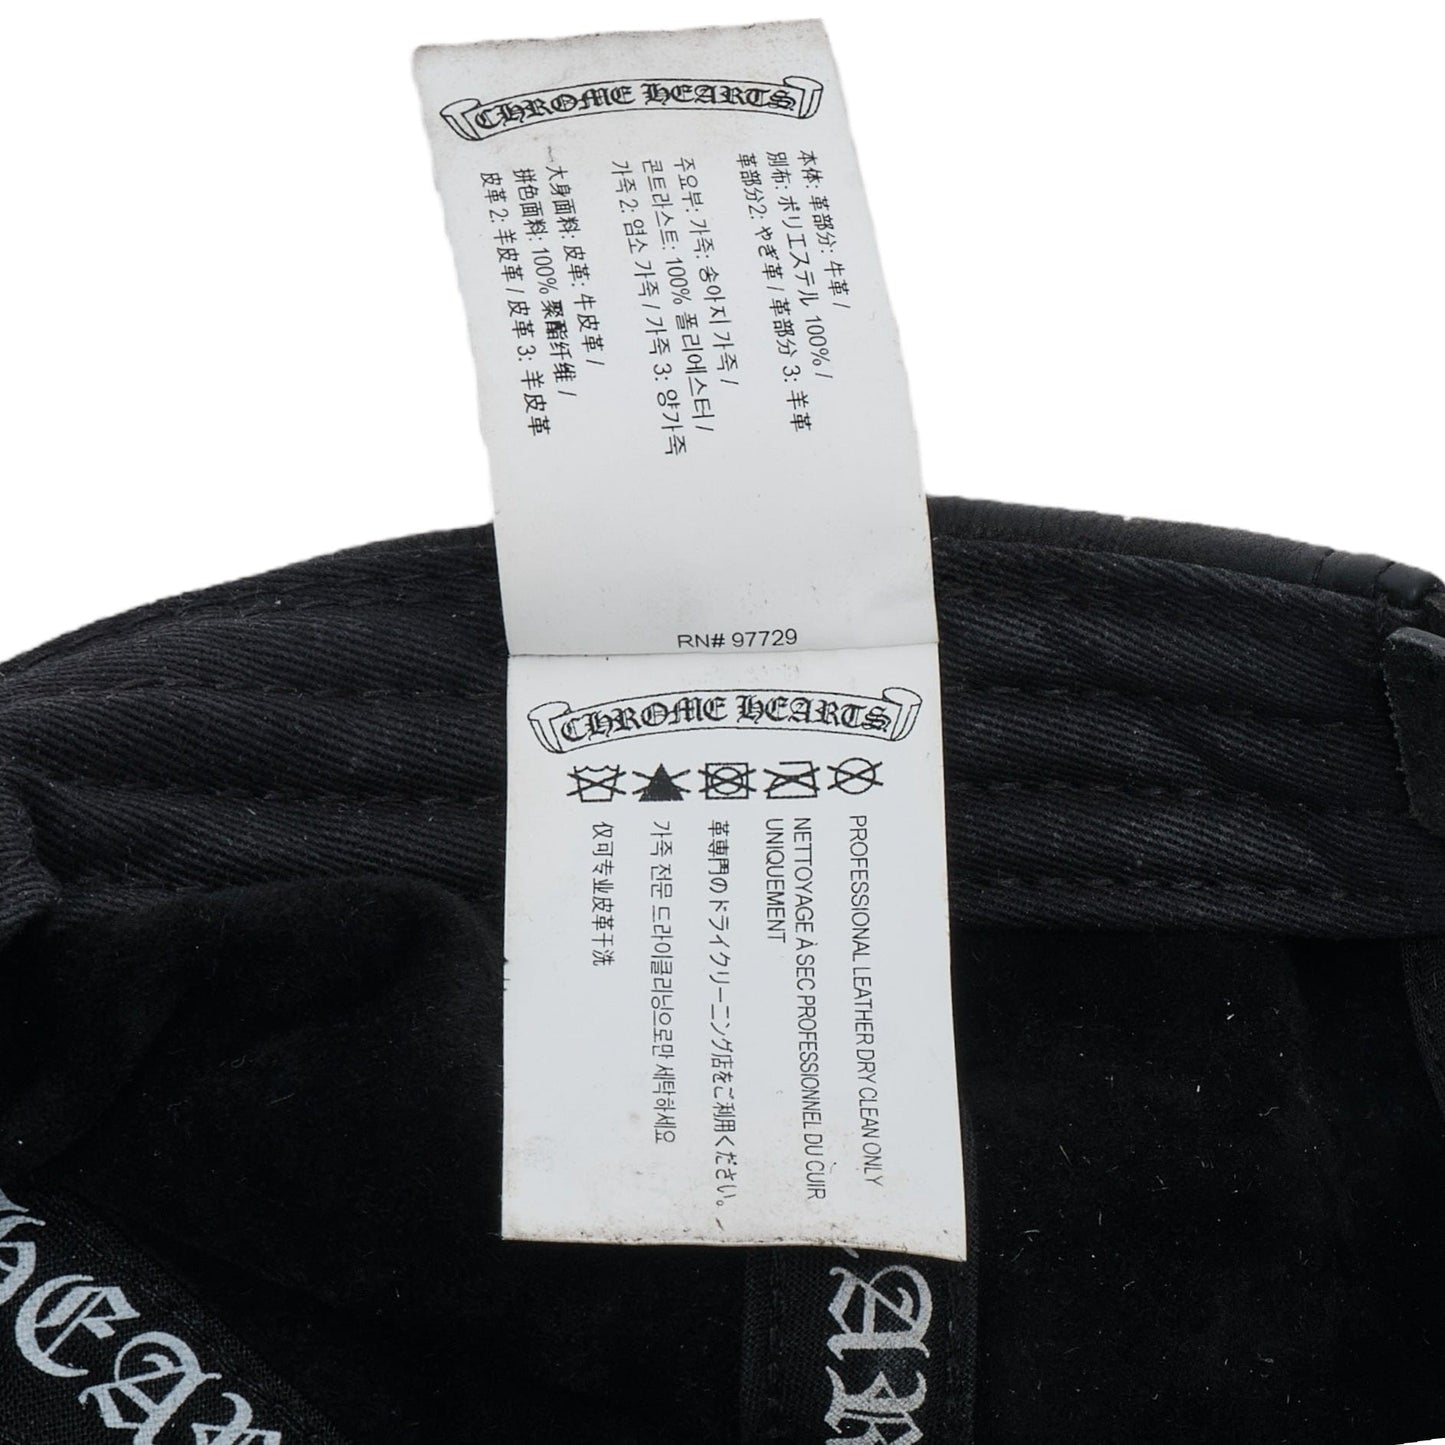 CHROME HEARTS
本体: 革部分: 牛革 /
別布: ポリエステル 100% /
革部分2: やぎ革 / 革部分 3: 羊革
주요부: 가죽: 송아지 가죽 /
콘트라스트: 100% 폴리에스터 /
가죽 2: 염소 가죽 / 가죽 3: 양가죽
大身面料: 皮革: 牛皮革 /
拼色面料: 100% 聚酯纤维 /
皮革 2: 羊皮革 / 皮革 3: 羊皮革
RN# 97729
CHROME HEARTS
PROFESSIONAL LEATHER DRY CLEAN ONLY
NETTOYAGE À SEC PROFESSIONNEL DU CUIR
UNIQUEMENT
革専門のドライクリーニング店をご利用ください。
가죽 전문 드라이클리닝으로만 세탁하세요
仅可专业皮革干洗